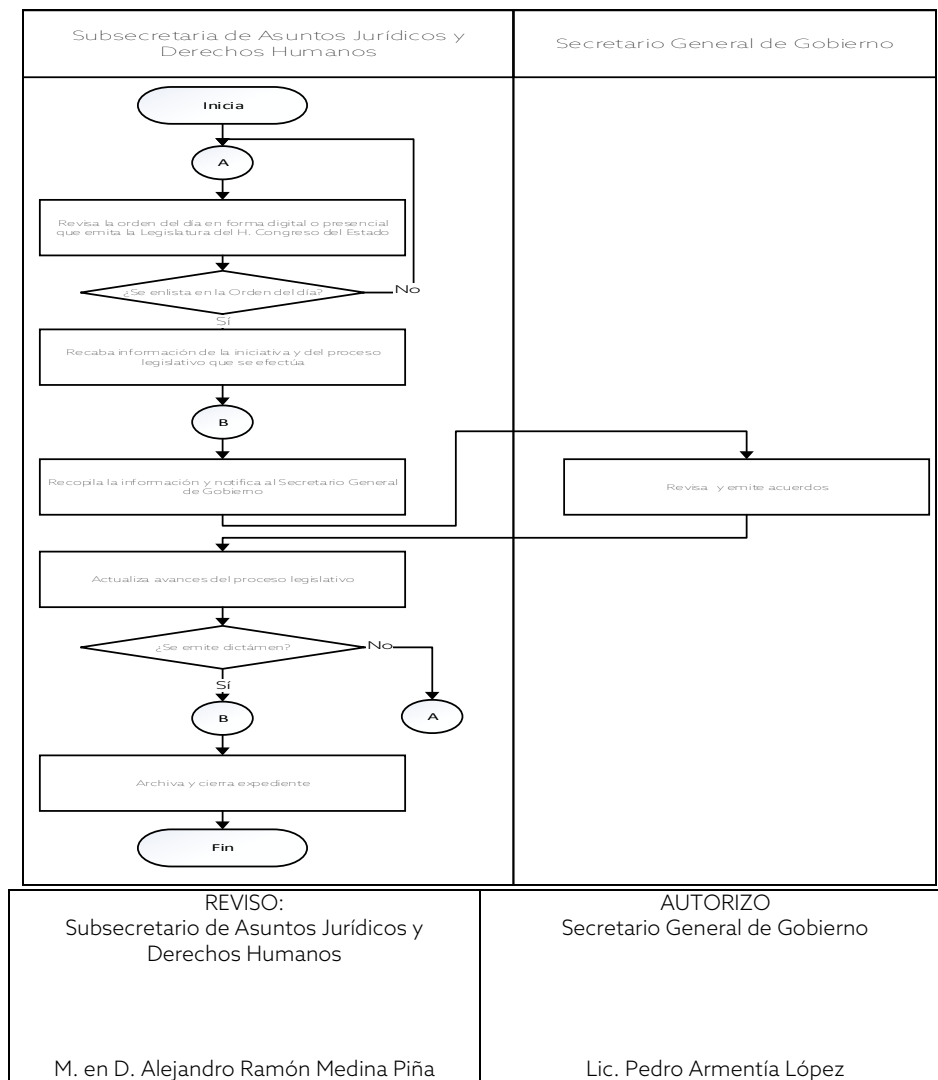 Subsecretaria de Asuntos Jurídicos y
Derechos Humanos
Secretario General de Gobierno
Inicia
A
Revisa la orden del día en forma digital o presencial
que emita la Legislatura del H. Congreso del Estado
¿Se enlista en la Orden del día?
No
Sí
Recaba información de la iniciativa y del proceso
legislativo que se efectúa
B
Recopila la información y notifica al Secretario General
de Gobierno
Revisa y emite acuerdos
Actualiza avances del proceso legislativo
¿Se emite dictámen?
No
Sí
B
A
Archiva y cierra expediente
Fin
REVISO:
Subsecretario de Asuntos Jurídicos y
Derechos Humanos
M. en D. Alejandro Ramón Medina Piña
AUTORIZO
Secretario General de Gobierno
Lic. Pedro Armentía López